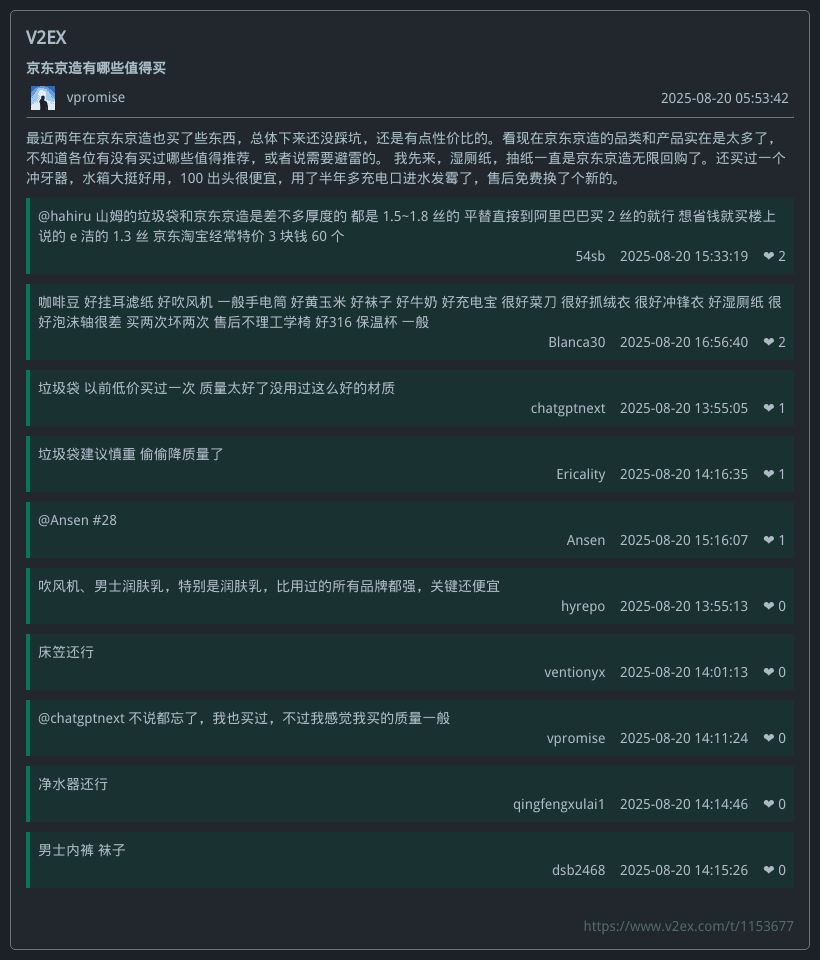 V2EX
京东京造有哪些值得买
vpromise
2025-08-20 05:53:42
最近两年在京东京造也买了些东西，总体下来还没踩坑，还是有点性价比的。看现在京东京造的品类和产品实在是太多了，
不知道各位有没有买过哪些值得推荐，或者说需要避雷的。 我先来，湿厕纸，抽纸一直是京东京造无限回购了。还买过一个
冲牙器，水箱大挺好用，100 出头很便宜，用了半年多充电口进水发霉了，售后免费换了个新的。
@hahiru 山姆的垃圾袋和京东京造是差不多厚度的 都是 1.5~1.8 丝的 平替直接到阿里巴巴买 2 丝的就行 想省钱就买楼上
说的 e 洁的 1.3 丝 京东淘宝经常特价 3 块钱 60 个
54sb 2025-08-20 15:33:19 ❤ 2
咖啡豆 好挂耳滤纸 好吹风机 一般手电筒 好黄玉米 好袜子 好牛奶 好充电宝 很好菜刀 很好抓绒衣 很好冲锋衣 好湿厕纸 很
好泡沫轴很差 买两次坏两次 售后不理工学椅 好316 保温杯 一般
Blanca30 2025-08-20 16:56:40 ❤ 2
垃圾袋 以前低价买过一次 质量太好了没用过这么好的材质
chatgptnext 2025-08-20 13:55:05 ❤ 1
垃圾袋建议慎重 偷偷降质量了
Ericality 2025-08-20 14:16:35 ❤ 1
@Ansen #28
Ansen 2025-08-20 15:16:07 ❤ 1
吹风机、男士润肤乳，特别是润肤乳，比用过的所有品牌都强，关键还便宜
hyrepo 2025-08-20 13:55:13 ❤ 0
床笠还行
ventionyx 2025-08-20 14:01:13 ❤ 0
@chatgptnext 不说都忘了，我也买过，不过我感觉我买的质量一般
vpromise 2025-08-20 14:11:24 ❤ 0
净水器还行
qingfengxulai1 2025-08-20 14:14:46 ❤ 0
男士内裤 袜子
dsb2468 2025-08-20 14:15:26 ❤ 0
https://www.v2ex.com/t/1153677